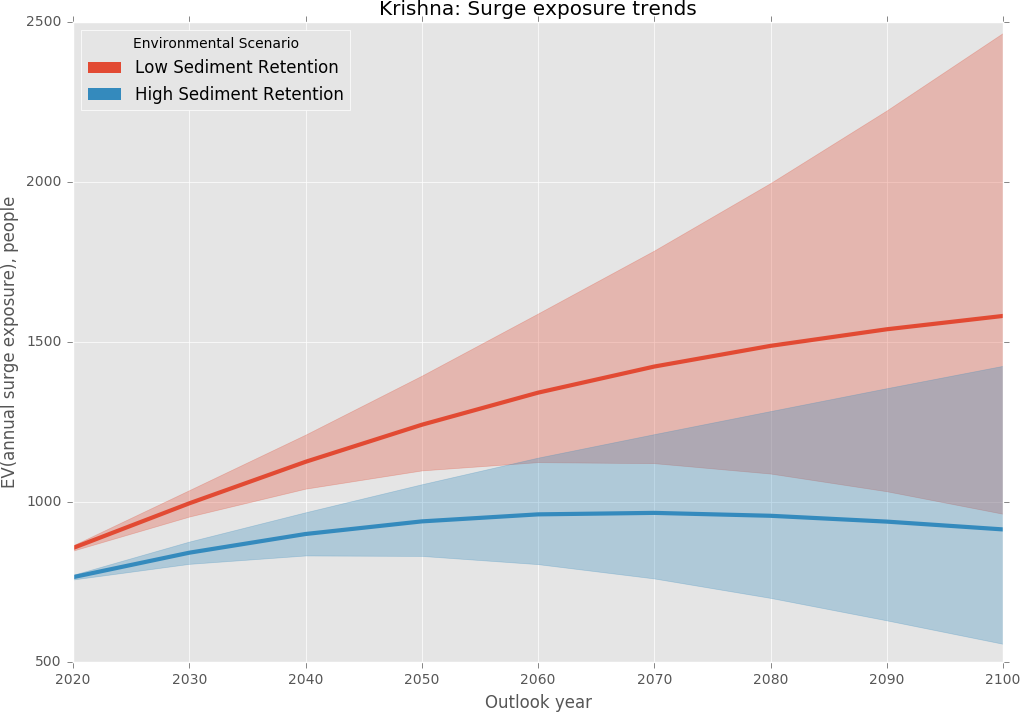 Krishna: Surge exposure trends
Environmental Scenario
Low Sediment Retention
High Sediment Retention
EV(annual surge exposure), people
2500
2000
1500
1000
500
2020 2030 2040 2050 2060 2070 2080 2090 2100
Outlook year